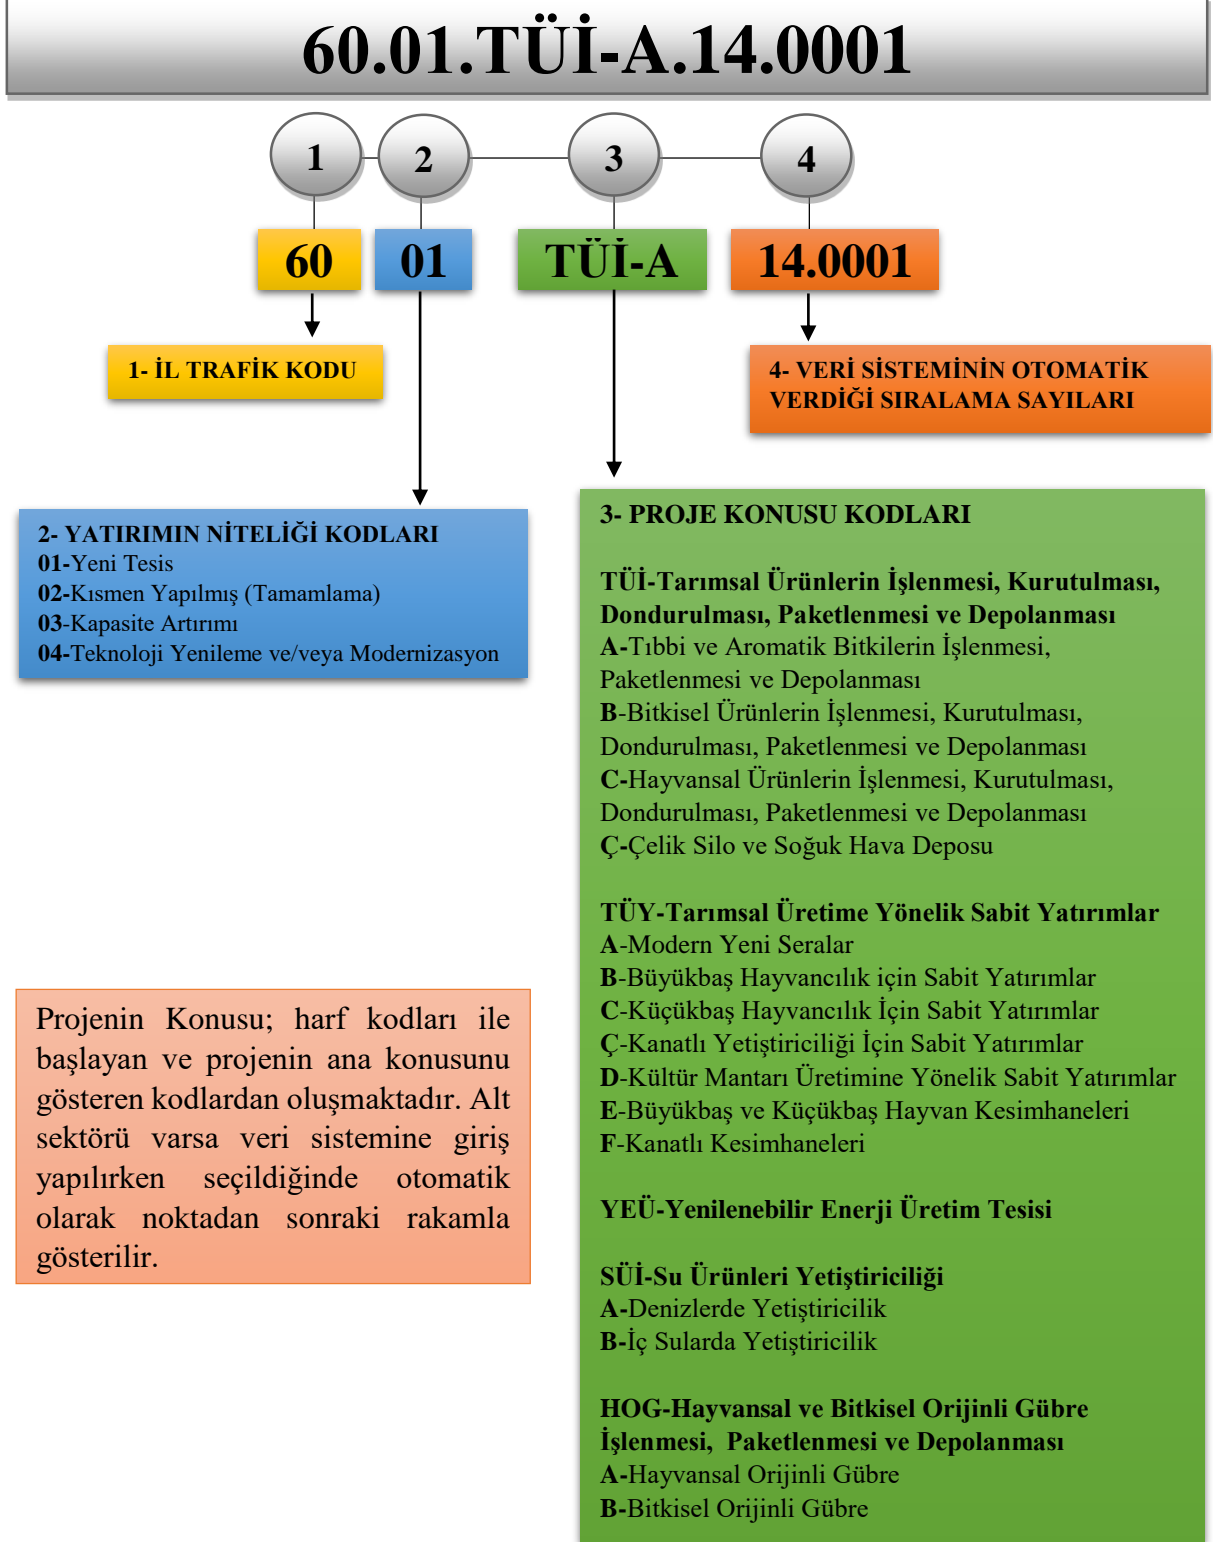 60.01.TÜİ-A.14.0001
1
2
3
4
60
01
TÜİ-A
14.0001
1- İL TRAFİK KODU
4- VERİ SİSTEMİNİN OTOMATİK
VERDİĞİ SIRALAMA SAYILARI
2- YATIRIMIN NİTELİĞİ KODLARI
01-Yeni Tesis
02-Kısmen Yapılmış (Tamamlama)
03-Kapasite Artırımı
04-Teknoloji Yenileme ve/veya Modernizasyon
3- PROJE KONUSU KODLARI
TÜİ-Tarımsal Ürünlerin İşlenmesi, Kurutulması,
Dondurulması, Paketlenmesi ve Depolanması
A-Tıbbi ve Aromatik Bitkilerin İşlenmesi,
Paketlenmesi ve Depolanması
B-Bitkisel Ürünlerin İşlenmesi, Kurutulması,
Dondurulması, Paketlenmesi ve Depolanması
C-Hayvansal Ürünlerin İşlenmesi, Kurutulması,
Dondurulması, Paketlenmesi ve Depolanması
Ç-Çelik Silo ve Soğuk Hava Deposu
TÜY-Tarımsal Üretime Yönelik Sabit Yatırımlar
A-Modern Yeni Seralar
B-Büyükbaş Hayvancılık için Sabit Yatırımlar
C-Küçükbaş Hayvancılık İçin Sabit Yatırımlar
Ç-Kanatlı Yetiştiriciliği İçin Sabit Yatırımlar
D-Kültür Mantarı Üretimine Yönelik Sabit Yatırımlar
E-Büyükbaş ve Küçükbaş Hayvan Kesimhaneleri
F-Kanatlı Kesimhaneleri
YEÜ-Yenilenebilir Enerji Üretim Tesisi
SÜİ-Su Ürünleri Yetiştiriciliği
A-Denizlerde Yetiştiricilik
B-İç Sularda Yetiştiricilik
HOG-Hayvansal ve Bitkisel Orijinli Gübre
İşlenmesi, Paketlenmesi ve Depolanması
A-Hayvansal Orijinli Gübre
B-Bitkisel Orijinli Gübre
Projenin Konusu; harf kodları ile
başlayan ve projenin ana konusunu
gösteren kodlardan oluşmaktadır. Alt
sektörü varsa veri sistemine giriş
yapılırken seçildiğinde otomatik
olarak noktadan sonraki rakamla
gösterilir.